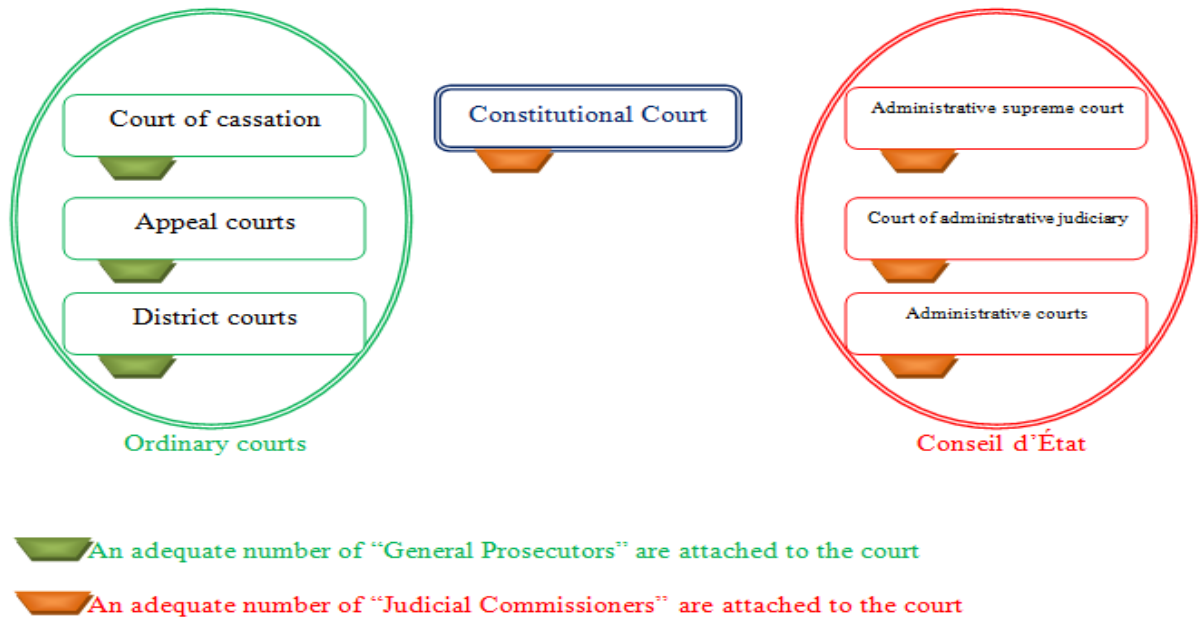 Court of cassation
Appeal courts
District courts
Ordinary courts
Constitutional Court
Administrative supreme court
Court of administrative judiciary
Administrative courts
Conseil d’État
An adequate number of “General Prosecutors” are attached to the court
An adequate number of “Judicial Commissioners” are attached to the court